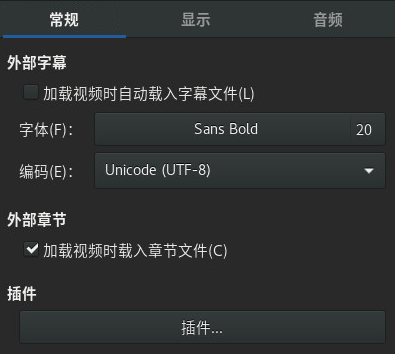 常规 显示 音频
外部字幕
加载视频时自动载入字幕文件(L)
字体(F): Sans Bold 20
编码(E): Unicode (UTF-8)
外部章节
加载视频时载入章节文件(C)
插件
插件...